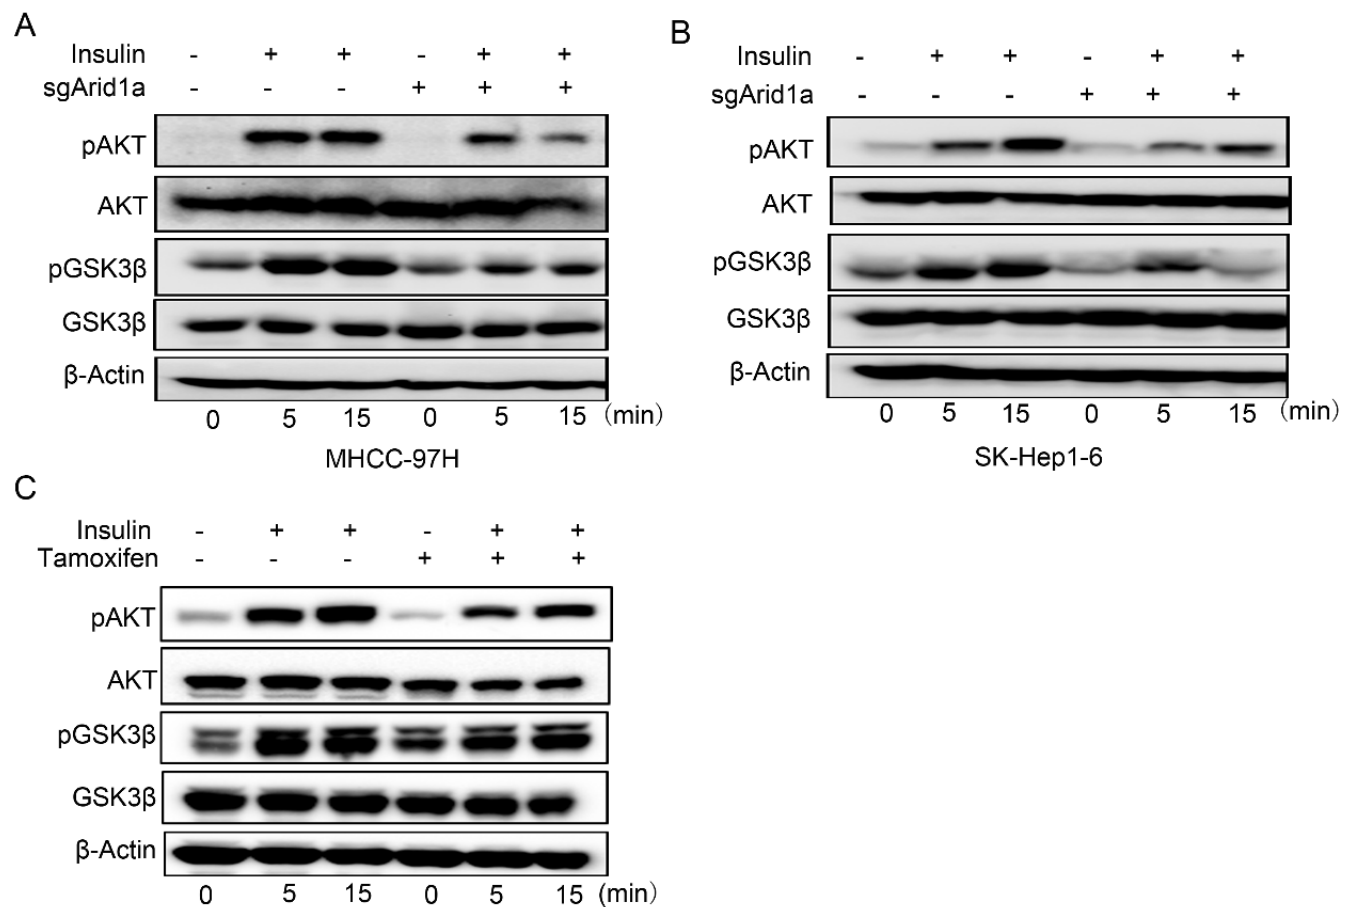 A
Insulin - + + - + +
sgArid1a - - - + + +
pAKT
AKT
pGSK3β
GSK3β
β-Actin
0 5 15 0 5 15 (min)
MHCC-97H
B
Insulin - + + - + +
sgArid1a - - - + + +
pAKT
AKT
pGSK3β
GSK3β
β-Actin
0 5 15 0 5 15 (min)
SK-Hep1-6
C
Insulin - + + - + +
Tamoxifen - - - + + +
pAKT
AKT
pGSK3β
GSK3β
β-Actin
0 5 15 0 5 15 (min)